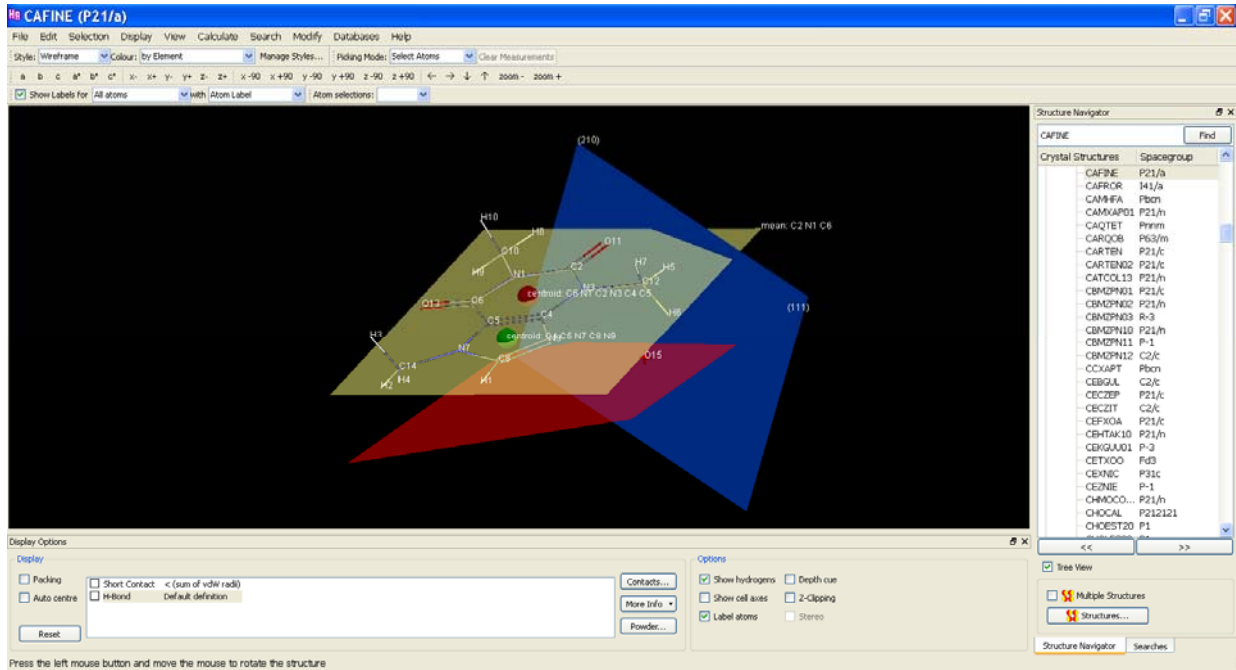 CAFINE (P21/a)
File Edit Selection Display View Calculate Search Modify Databases Help
Style: Wireframe Colour: by Element Manage Styles... Picking Mode: Select Atoms Clear Measurements
a b c a* b* c* x- x+ y- y+ z- z+ x-90 x+90 y-90 y+90 z-90 z+90 ← → ↓ ↑ zoom- zoom+
Show Labels for All atoms with Atom Label Atom selections:
(210)
H10
mean: C2 N1 C6
H8
O11
C10
H9
N1
C2
H7
H5
C12
N3
centroid: C6 N1 C2 N3 C4 C5
O13
C6
(111)
H6
C5
C4
H3
centroid: C4 C5 N7 C8 N9
N7
C8
O15
C14
H2
H4
H1
Structure Navigator
CAFINE Find
Crystal Structures Spacegroup
CAFINE P21/a
CAFROR I41/a
CAMHFA Pbcn
CAMXAP01 P21/n
CAQTET Pnnm
CARQOB P63/m
CARTEN P21/c
CARTEN02 P21/c
CATCOL13 P21/n
CBMZPN01 P21/c
CBMZPN02 P21/n
CBMZPN03 R-3
CBMZPN10 P21/n
CBMZPN11 P-1
CBMZPN12 C2/c
CCXAPT Pbcn
CEBGUL C2/c
CECZEP P21/c
CECZIT C2/c
CEFXOA P21/c
CEHTAK10 P21/n
CEKGUU01 P-3
CETXOO Fd3
CEXNIC P31c
CEZNIE P-1
CHMOCO... P21/n
CHOCAL P212121
CHOEST20 P1
<< >>
Tree View
Multiple Structures
Structures...
Structure Navigator Searches
Display Options
Display
Packing
Auto centre
Reset
Short Contact < (sum of vdW radii)
H-Bond Default definition
Contacts...
More Info
Powder...
Options
Show hydrogens Depth cue
Show cell axes Z-Clipping
Label atoms Stereo
Press the left mouse button and move the mouse to rotate the structure